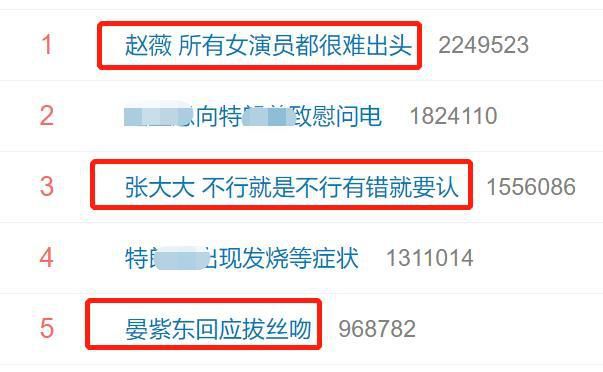 1 赵薇 所有女演员都很难出头 2249523
2 向特致慰问电 1824110
3 张大大 不行就是不行有错就要认 1556086
4 特出现发烧等症状 1311014
5 晏紫东回应拔丝吻 968782